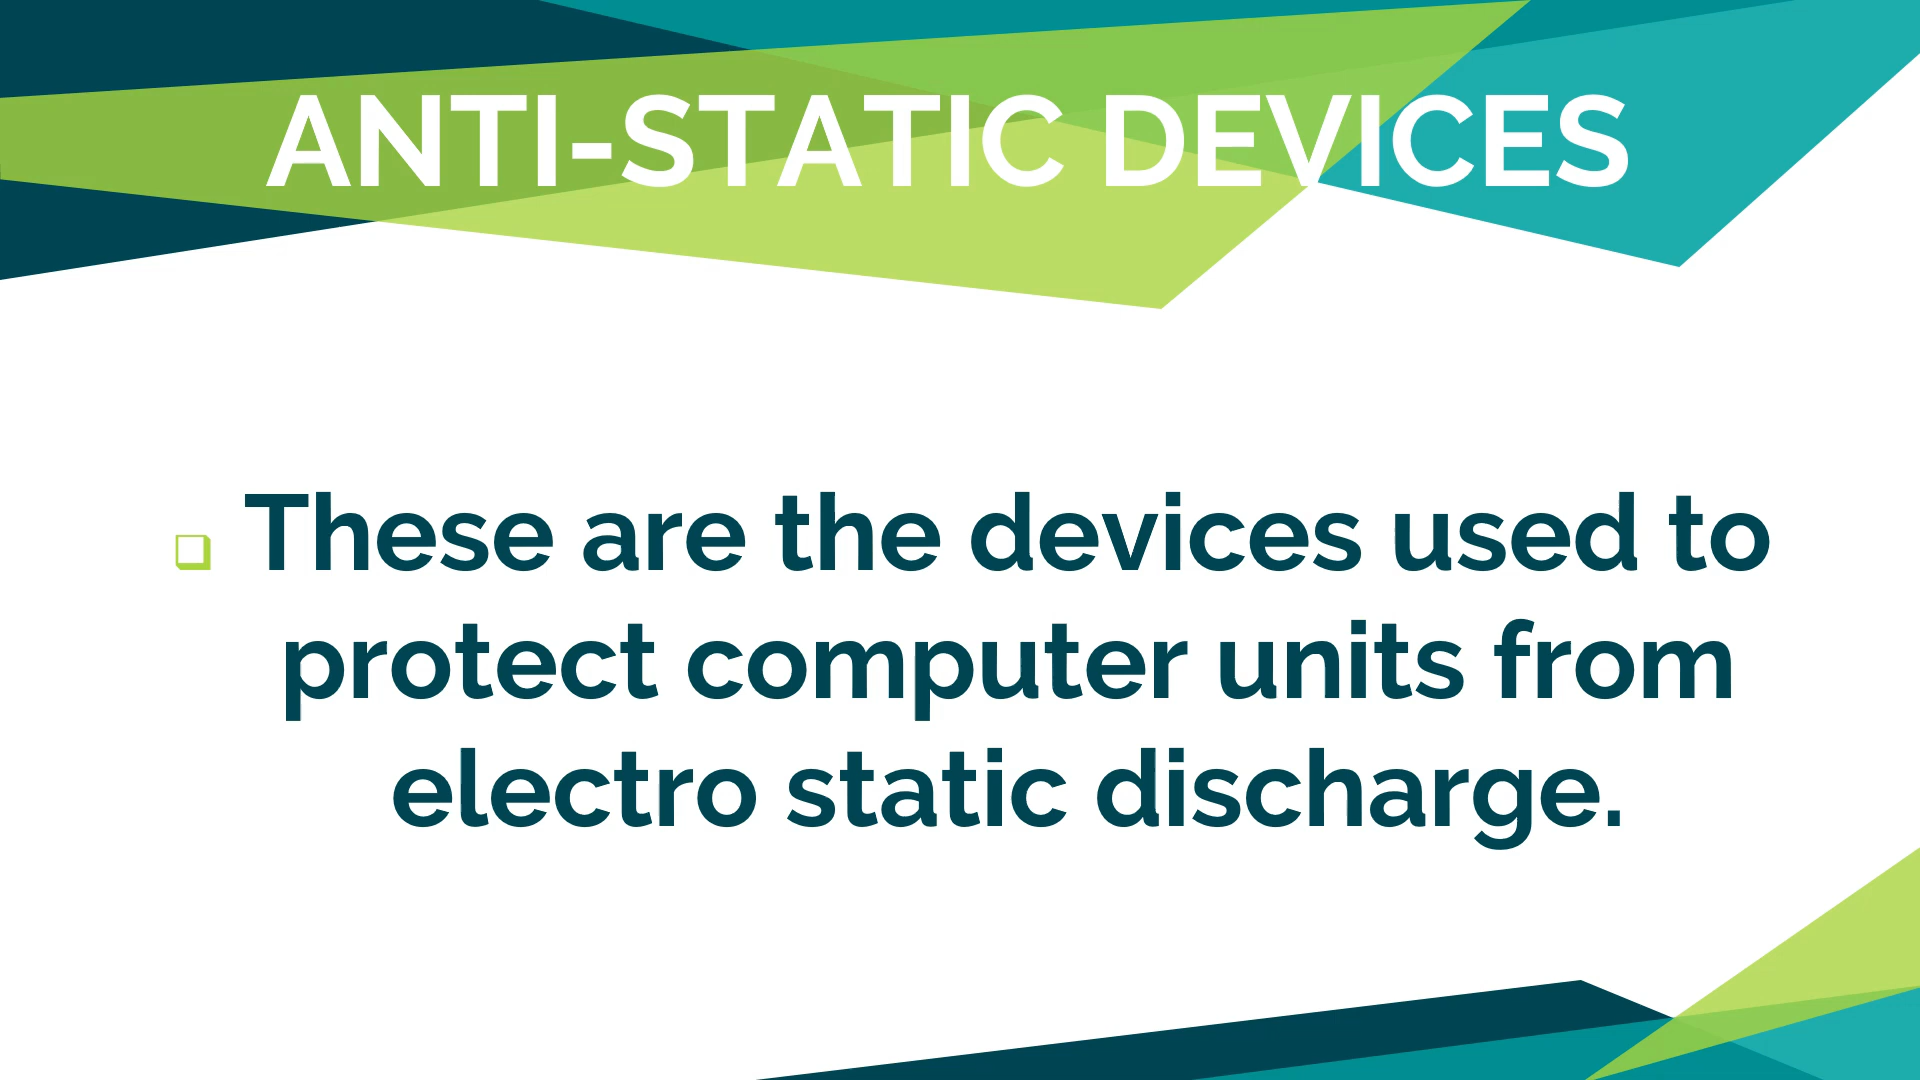 ANTI-STATIC DEVICES
❑ These are the devices used to
protect computer units from
electro static discharge.